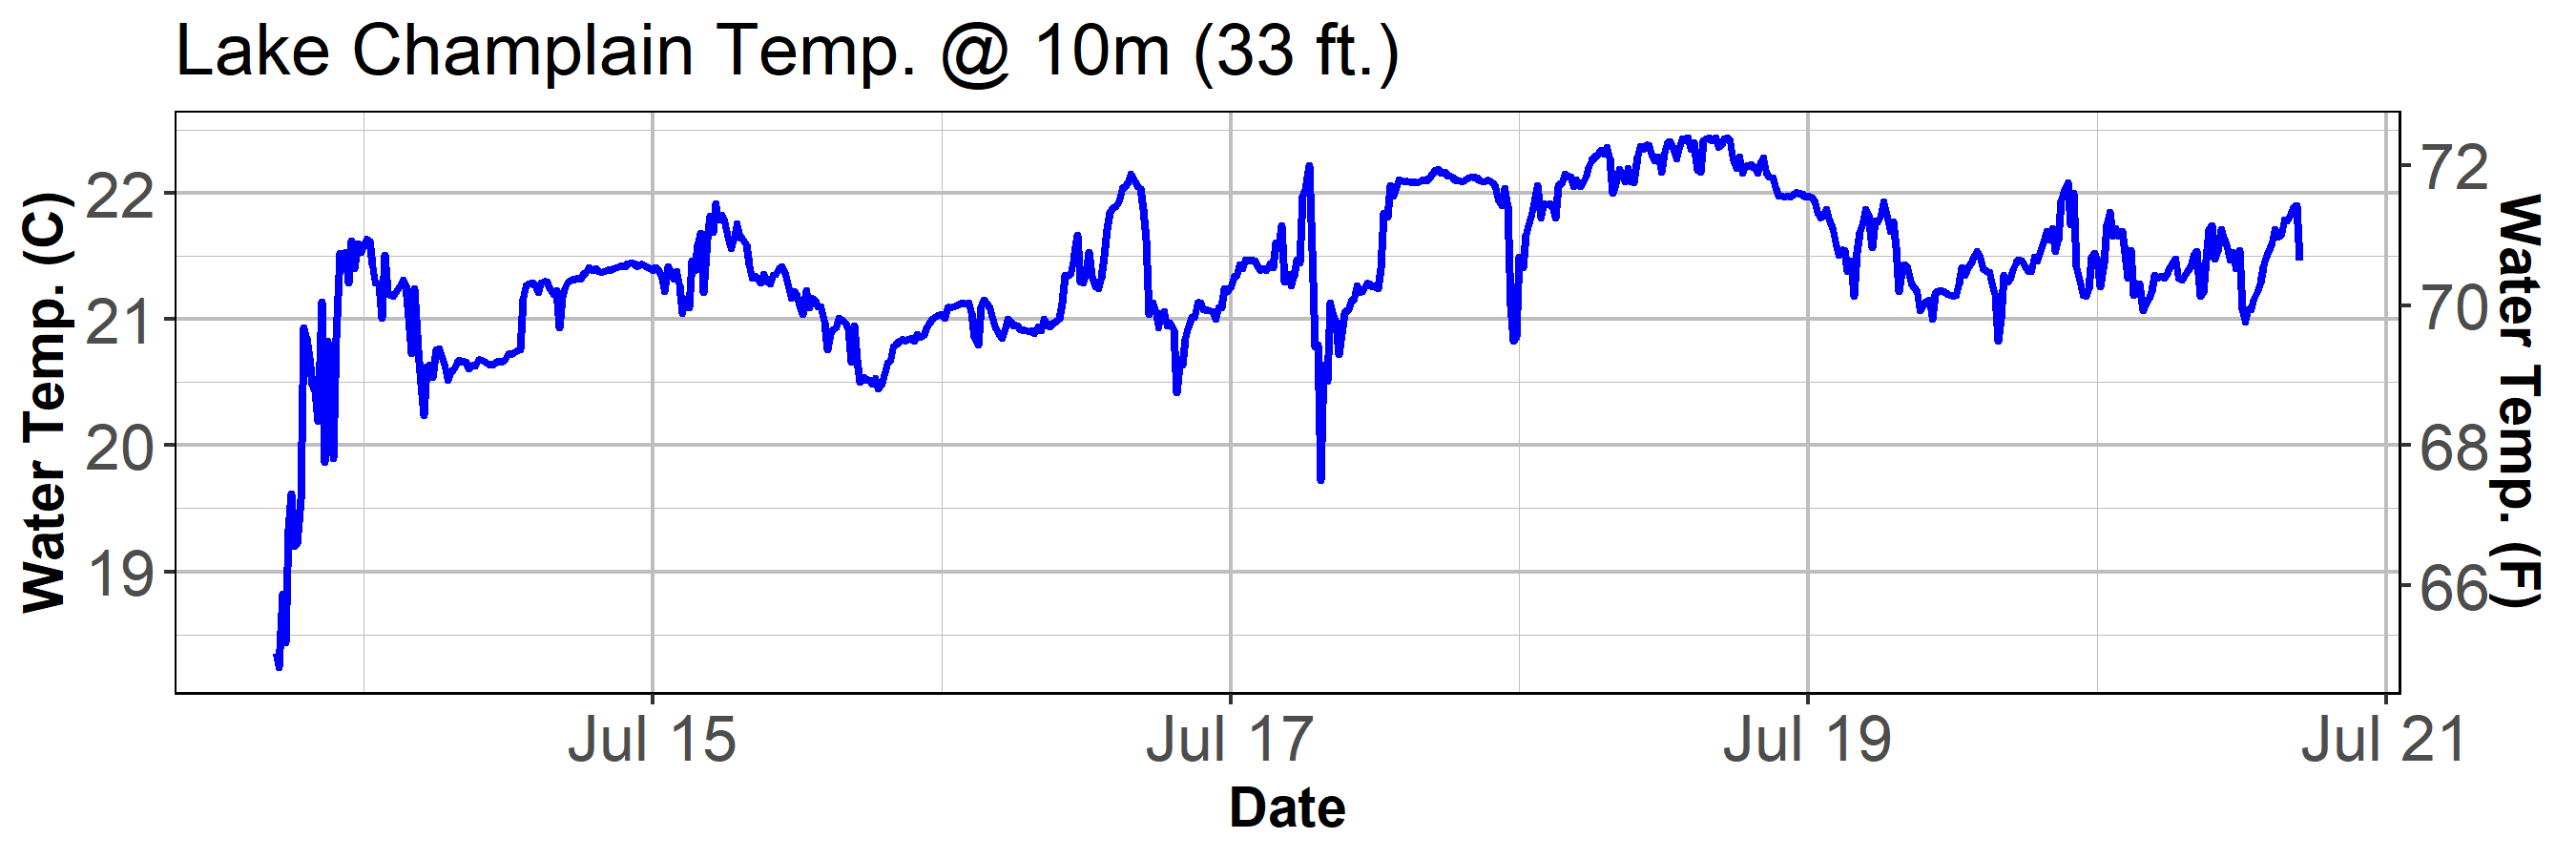 Lake Champlain Temp. @ 10m (33 ft.)
Water Temp. (C)
22
21
20
19
72
70
68
66
Water Temp. (F)
Jul 15
Jul 17
Jul 19
Jul 21
Date